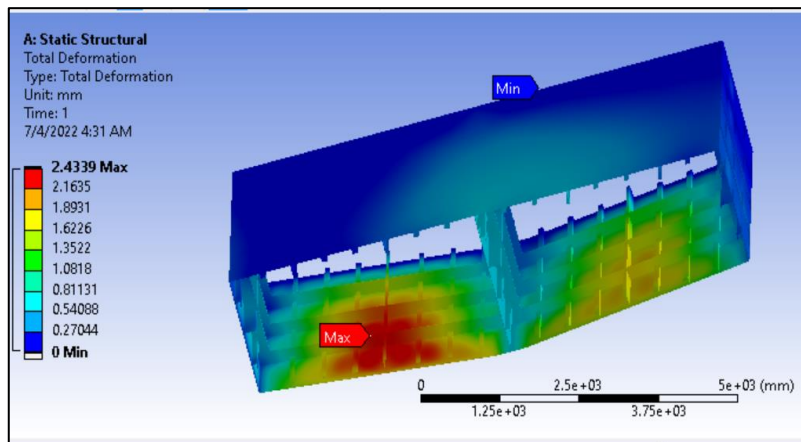 A: Static Structural
Total Deformation
Type: Total Deformation
Unit: mm
Time: 1
7/4/2022 4:31 AM
2.4339 Max
2.1635
1.8931
1.6226
1.3522
1.0818
0.81131
0.54088
0.27044
0 Min
Min
Max
0 2.5e+03 5e+03 (mm)
1.25e+03 3.75e+03